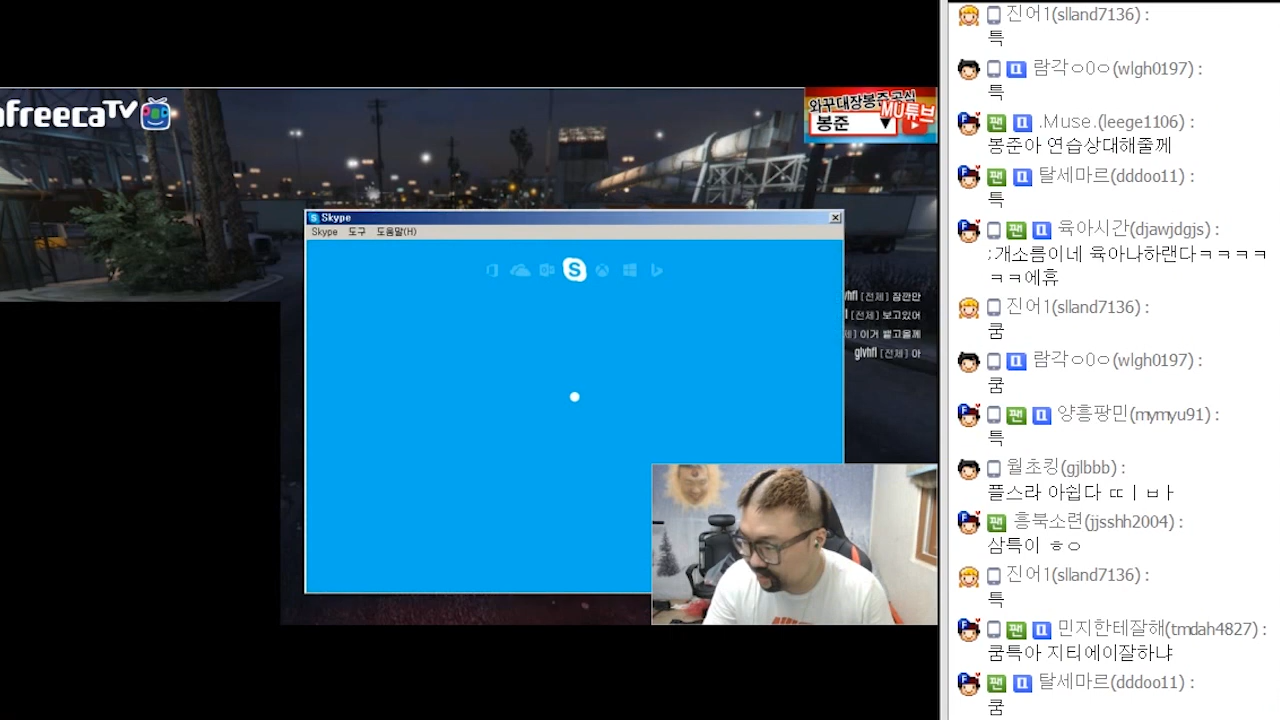 afreecaTV
와꾸대장봉준공식
MU튜브
봉준
Skype
Skype 도구 도움말(H)
[전체] 잠깐만
[전체] 보고있어
이거 뱉고올께
glvhfl [전체] 아
진어1(slland7136) :
특
람각ㅇ0ㅇ(wlgh0197) :
특
.Muse.(leege1106) :
봉준아 연습상대해줄께
탈세마르(dddoo11) :
특
육아시간(djawjdgjs) :
;개소름이네 육아나하랜다ㅋㅋㅋㅋ
ㅋㅋ에휴
진어1(slland7136) :
쿰
람각ㅇ0ㅇ(wlgh0197) :
쿰
양흥팡민(mymyu91) :
특
월초킹(gjlbbb) :
플스라 아쉽다 ㄸㅣㅂㅏ
흥북소련(jjsshh2004) :
삼특이 ㅎㅇ
진어1(slland7136) :
특
민지한테잘해(tmdah4827) :
쿰특아 지티에이잘하냐
탈세마르(dddoo11) :
쿰